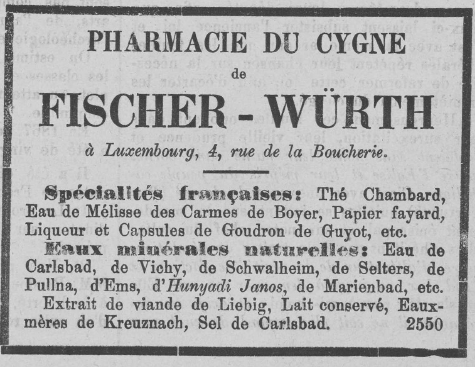 PHARMACIE DU CYGNE
de
FISCHER - WÜRTH
à Luxembourg, 4, rue de la Boucherie.
Spécialités françaises: Thé Chambard,
Eau de Mélisse des Carmes de Boyer, Papier fayard,
Liqueur et Capsules de Goudron de Guyot, etc.
Eaux minérales naturelles: Eau de
Carlsbad, de Vichy, de Schwalheim, de Selters, de
Pullna, d'Ems, d'Hunyadi Janos, de Marienbad, etc.
Extrait de viande de Liebig, Lait conservé, Eaux-
mères de Kreuznach, Sel de Carlsbad. 2550